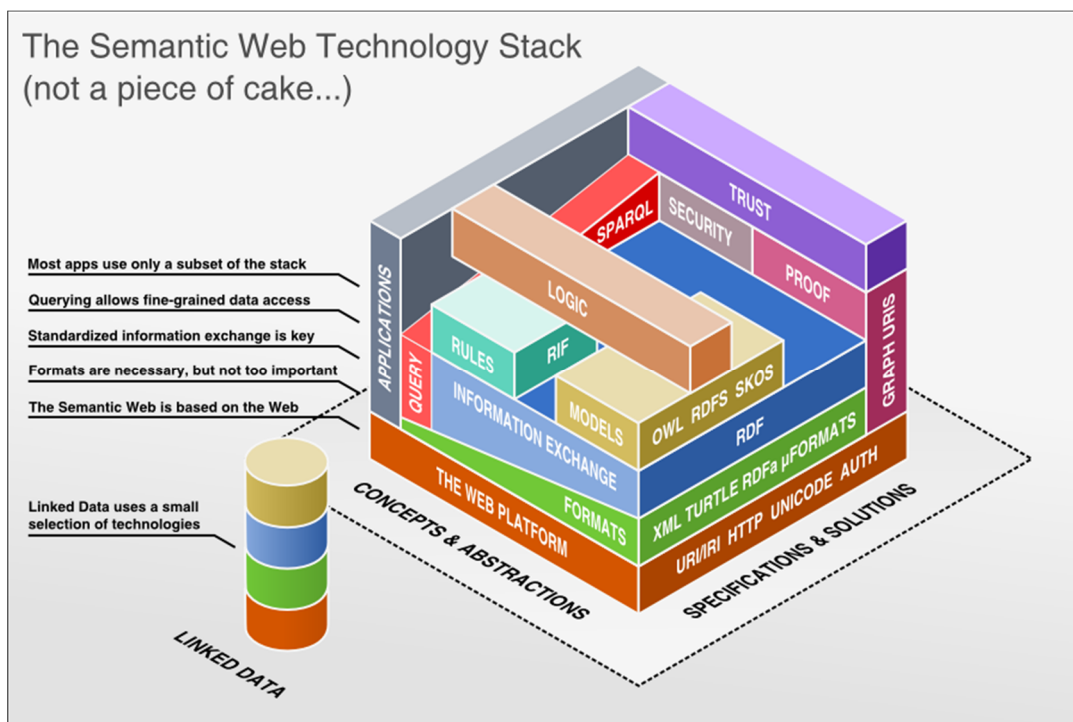 The Semantic Web Technology Stack
(not a piece of cake...)
Most apps use only a subset of the stack
Querying allows fine-grained data access
Standardized information exchange is key
Formats are necessary, but not too important
The Semantic Web is based on the Web
Linked Data uses a small
selection of technologies
LINKED DATA
APPLICATIONS
QUERY
RULES
RIF
LOGIC
SPARQL
SECURITY
TRUST
PROOF
GRAPH URIS
MODELS
OWL RDFS SKOS
INFORMATION EXCHANGE
RDF
FORMATS
XML TURTLE RDFa µFORMATS
THE WEB PLATFORM
URI/IRI HTTP UNICODE AUTH
CONCEPTS & ABSTRACTIONS
SPECIFICATIONS & SOLUTIONS